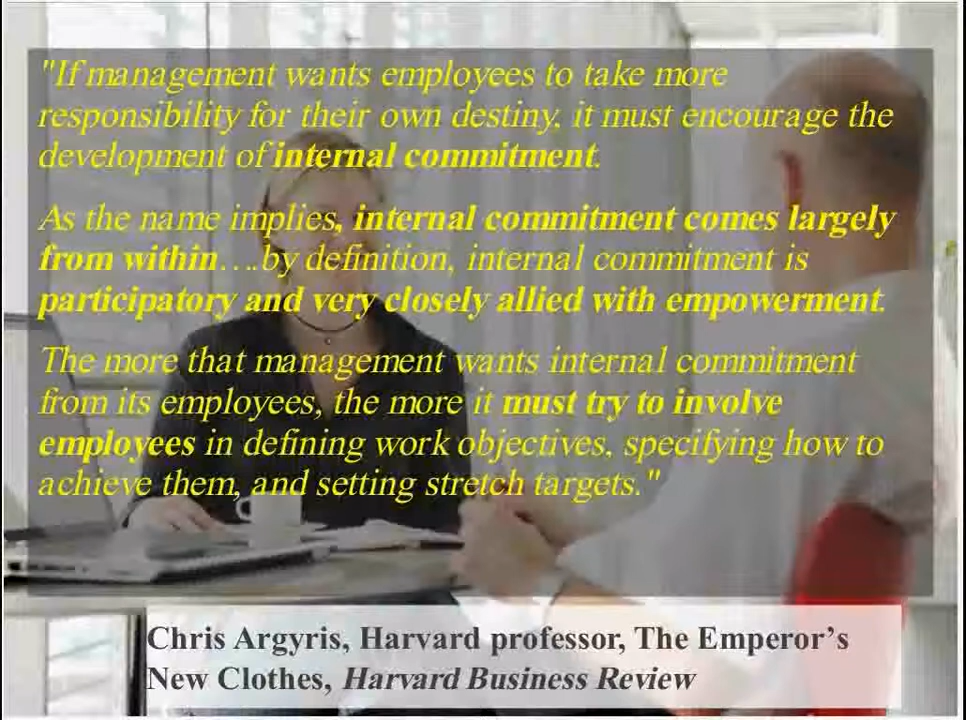 "If management wants employees to take more
responsibility for their own destiny, it must encourage the
development of internal commitment.
As the name implies, internal commitment comes largely
from within….by definition, internal commitment is
participatory and very closely allied with empowerment.
The more that management wants internal commitment
from its employees, the more it must try to involve
employees in defining work objectives, specifying how to
achieve them, and setting stretch targets."
Chris Argyris, Harvard professor, The Emperor’s
New Clothes, Harvard Business Review